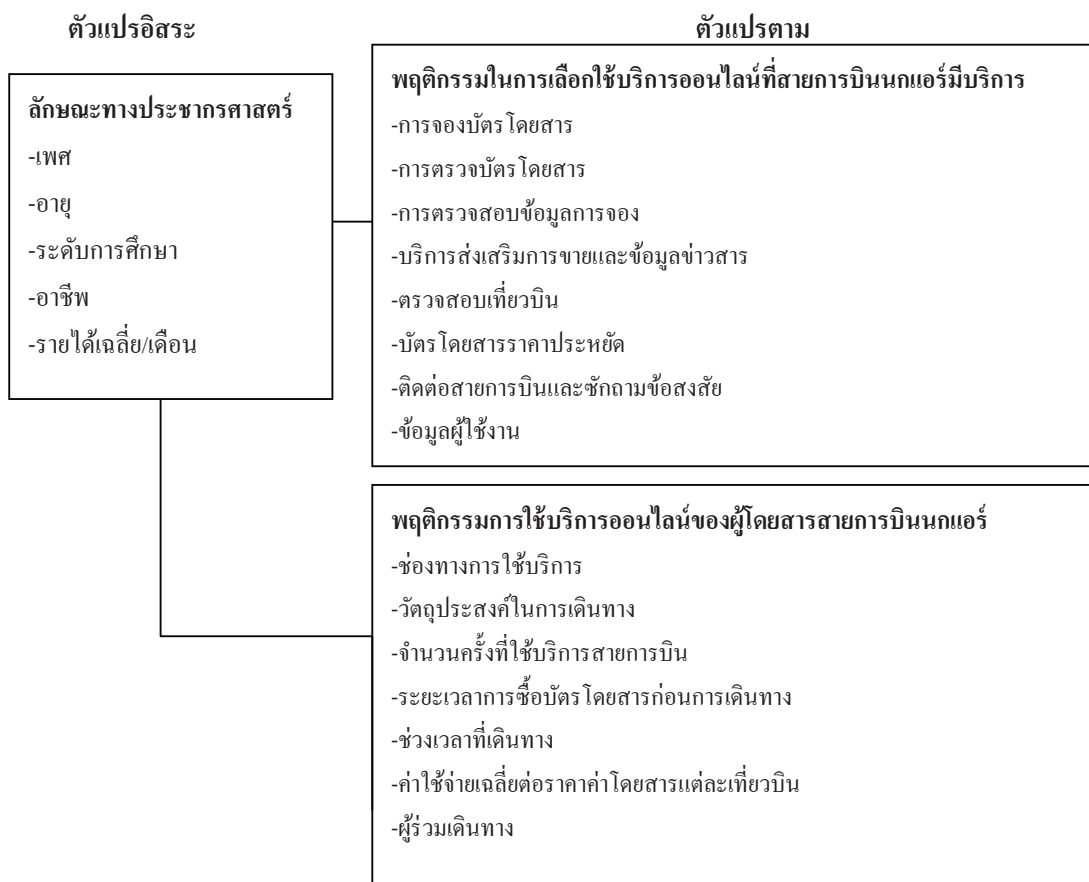 ตัวแปรอิสระ
ตัวแปรตาม
ลักษณะทางประชากรศาสตร์
-เพศ
-อายุ
-ระดับการศึกษา
-อาชีพ
-รายได้เฉลี่ย/เดือน
พฤติกรรมในการเลือกใช้บริการออนไลน์ที่สายการบินนกแอร์มีบริการ
-การจองบัตรโดยสาร
-การตรวจบัตรโดยสาร
-การตรวจสอบข้อมูลการจอง
-บริการส่งเสริมการขายและข้อมูลข่าวสาร
-ตรวจสอบเที่ยวบิน
-บัตรโดยสารราคาประหยัด
-ติดต่อสายการบินและซักถามข้อสงสัย
-ข้อมูลผู้ใช้งาน
พฤติกรรมการใช้บริการออนไลน์ของผู้โดยสารสายการบินนกแอร์
-ช่องทางการใช้บริการ
-วัตถุประสงค์ในการเดินทาง
-จำนวนครั้งที่ใช้บริการสายการบิน
-ระยะเวลาการซื้อบัตรโดยสารก่อนการเดินทาง
-ช่วงเวลาที่เดินทาง
-ค่าใช้จ่ายเฉลี่ยต่อราคาค่าโดยสารแต่ละเที่ยวบิน
-ผู้ร่วมเดินทาง